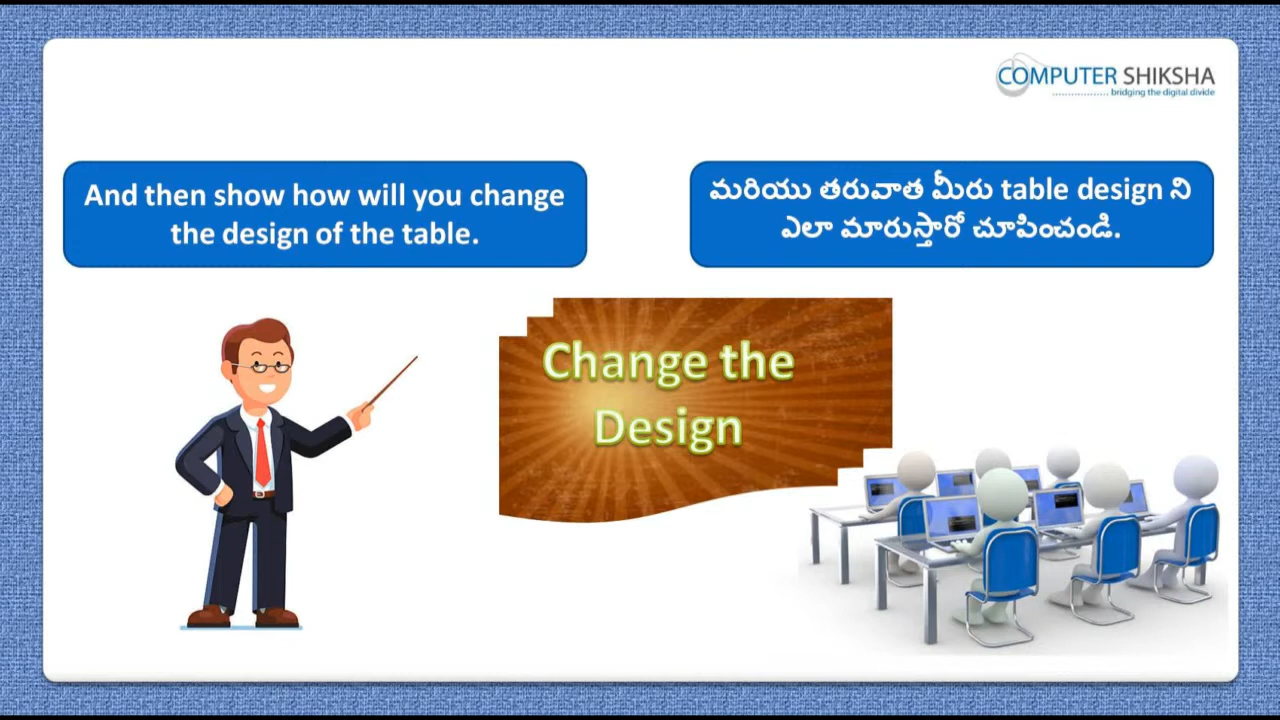 COMPUTER SHIKSHA
.................. bridging the digital divide
And then show how will you change
the design of the table.
మరియు తరువాత మీరు table design ని
ఎలా మారుస్తారో చూపించండి.
Change the
Design